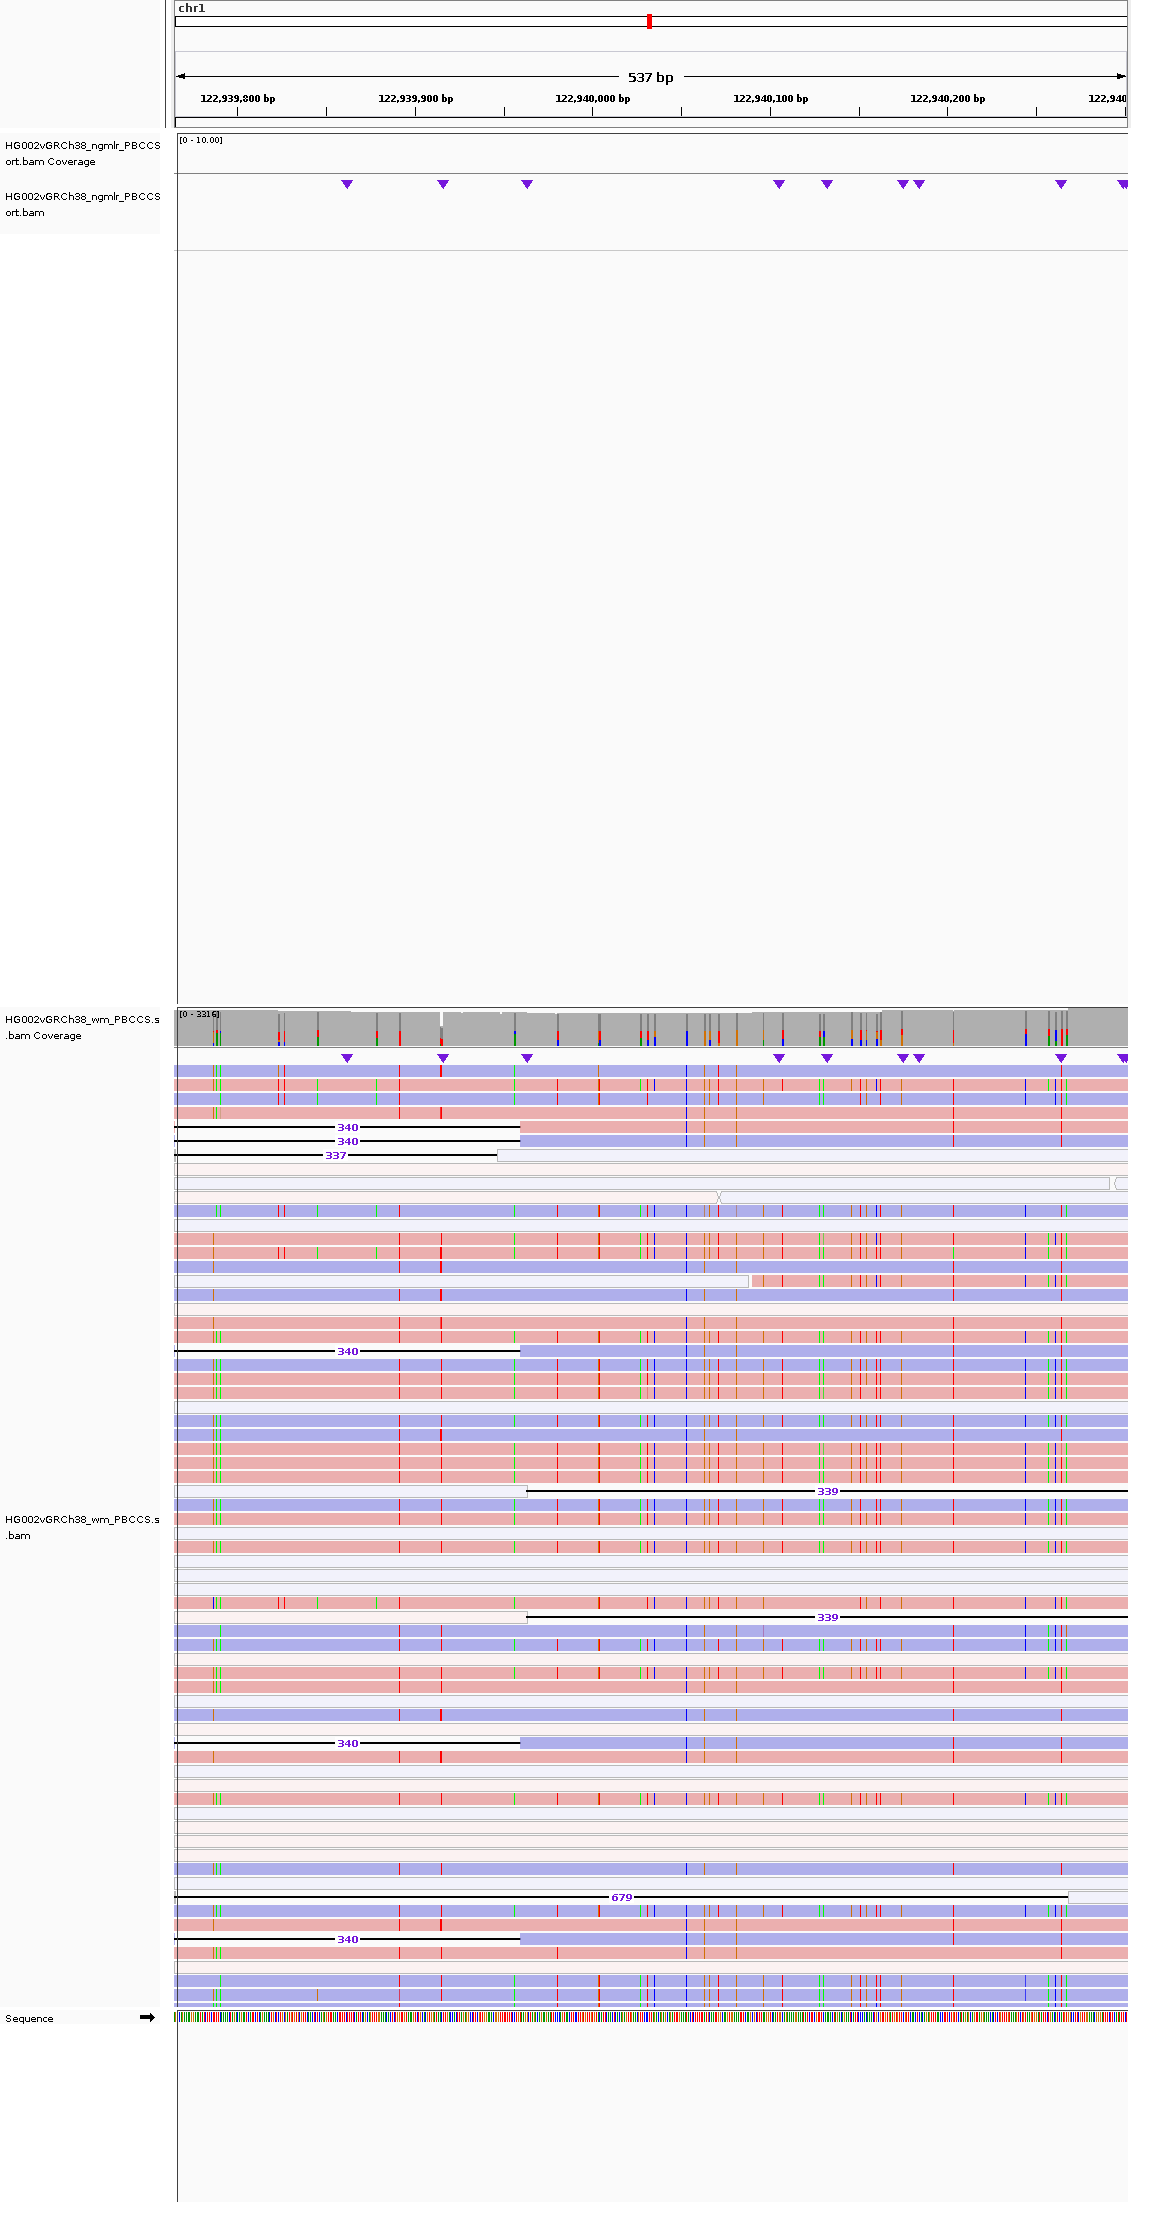 chr1
537 bp
122,939,800 bp 122,939,900 bp 122,940,000 bp 122,940,100 bp 122,940,200 bp 122,940
HG002vGRCh38_ngmlr_PBCCS
ort.bam Coverage
[0 - 10.00]
HG002vGRCh38_ngmlr_PBCCS
ort.bam
HG002vGRCh38_wm_PBCCS.s
.bam Coverage
[0 - 3316]
340
340
337
340
339
HG002vGRCh38_wm_PBCCS.s
.bam
339
340
679
340
Sequence